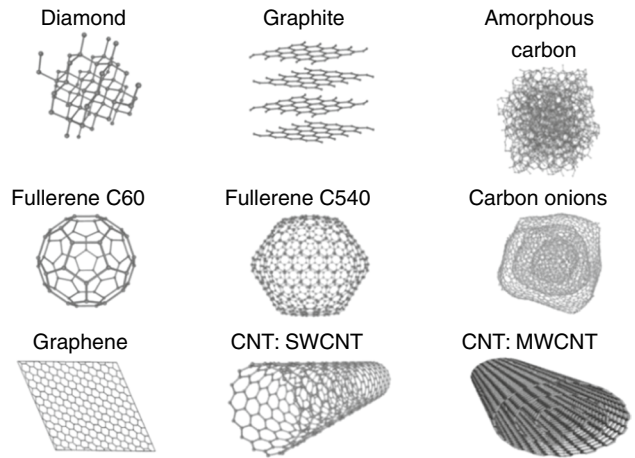 Diamond
Graphite
Amorphous
carbon
Fullerene C60
Fullerene C540
Carbon onions
Graphene
CNT: SWCNT
CNT: MWCNT